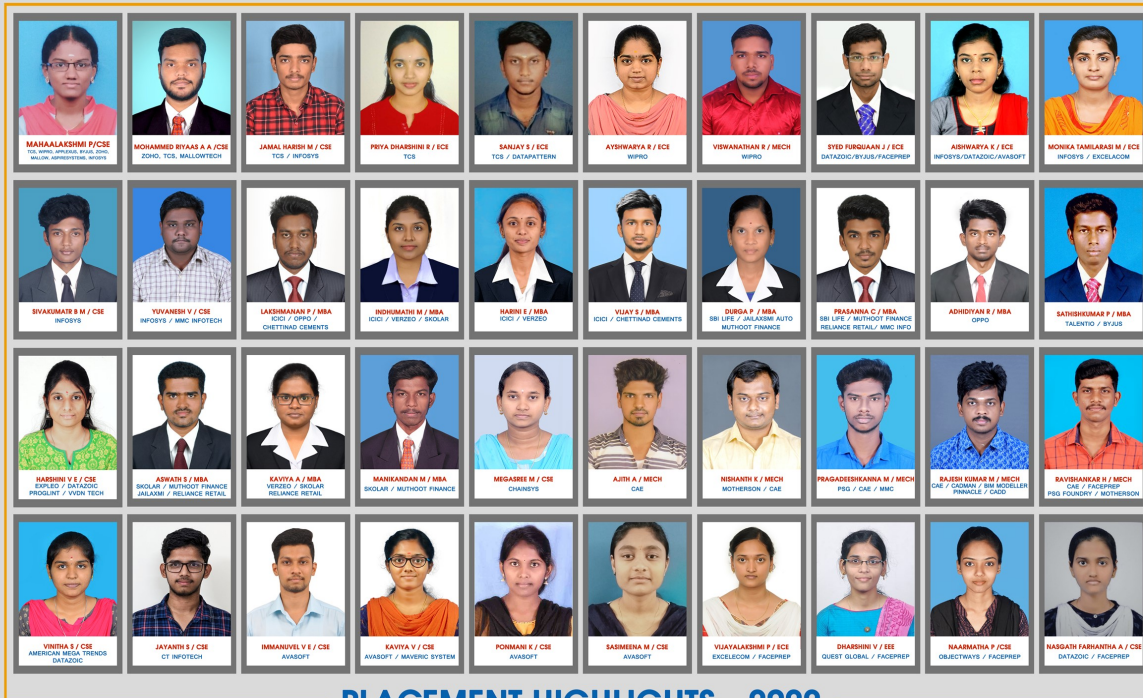 MAHAALAKSHMI P/CSE
TCS, WIPRO, APPLEXUS, BYJUS, ZOHO,
MALLOW, ASPIRESYSTEMS, INFOSYS
MOHAMMED RIYAAS A A /CSE
ZOHO, TCS, MALLOWTECH
JAMAL HARISH M / CSE
TCS / INFOSYS
PRIYA DHARSHINI R / ECE
TCS
SANJAY S / ECE
TCS / DATAPATTERN
AYSHWARYA R / ECE
WIPRO
VISWANATHAN R / MECH
WIPRO
SYED FURQUAAN J / ECE
DATAZOIC/BYJUS/FACEPREP
AISHWARYA K / ECE
INFOSYS/DATAZOIC/AVASOFT
MONIKA TAMILARASI M / ECE
INFOSYS / EXCELACOM
SIVAKUMATR B M / CSE
INFOSYS
YUVANESH V / CSE
INFOSYS / MMC INFOTECH
LAKSHMANAN P / MBA
ICICI / OPPO /
CHETTINAD CEMENTS
INDHUMATHI M / MBA
ICICI / VERZEO / SKOLAR
HARINI E / MBA
ICICI / VERZEO
VIJAY S / MBA
ICICI / CHETTINAD CEMENTS
DURGA P / MBA
SBI LIFE / JAILAXSMI AUTO
MUTHOOT FINANCE
PRASANNA C / MBA
SBI LIFE / MUTHOOT FINANCE
RELIANCE RETAIL/ MMC INFO
ADHIDIYAN R / MBA
OPPO
SATHISHKUMAR P / MBA
TALENTIO / BYJUS
HARSHINI V E / CSE
EXPLEO / DATAZOIC
PROGLINT / VVDN TECH
ASWATH S / MBA
SKOLAR / MUTHOOT FINANCE
JAILAXMI / RELIANCE RETAIL
KAVIYA A / MBA
VERZEO / SKOLAR
RELIANCE RETAIL
MANIKANDAN M / MBA
SKOLAR / MUTHOOT FINANCE
MEGASREE M / CSE
CHAINSYS
AJITH A / MECH
CAE
NISHANTH K / MECH
MOTHERSON / CAE
PRAGADEESHKANNA M / MECH
PSG / CAE / MMC
RAJESH KUMAR M / MECH
CAE / CADMAN / BIM MODELLER
PINNACLE / CADD
RAVISHANKAR H / MECH
CAE / FACEPREP
PSG FOUNDRY / MOTHERSON
VINITHA S / CSE
AMERICAN MEGA TRENDS
DATAZOIC
JAYANTH S / CSE
CT INFOTECH
IMMANUVEL V E / CSE
AVASOFT
KAVIYA V / CSE
AVASOFT / MAVERIC SYSTEM
PONMANI K / CSE
AVASOFT
SASIMEENA M / CSE
AVASOFT
VIJAYALAKSHMI P / ECE
EXCELECOM / FACEPREP
DHARSHINI V / EEE
QUEST GLOBAL / FACEPREP
NAARMATHA P /CSE
OBJECTWAYS / FACEPREP
NASGATH FARHANTHA A / CSE
DATAZOIC / FACEPREP
PLACEMENT HIGHLIGHTS